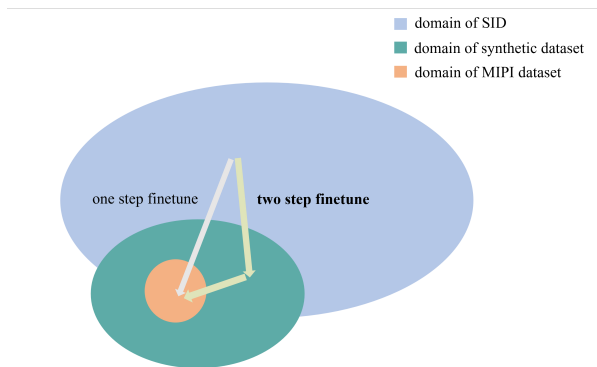 domain of SID
domain of synthetic dataset
domain of MIPI dataset
one step finetune
two step finetune